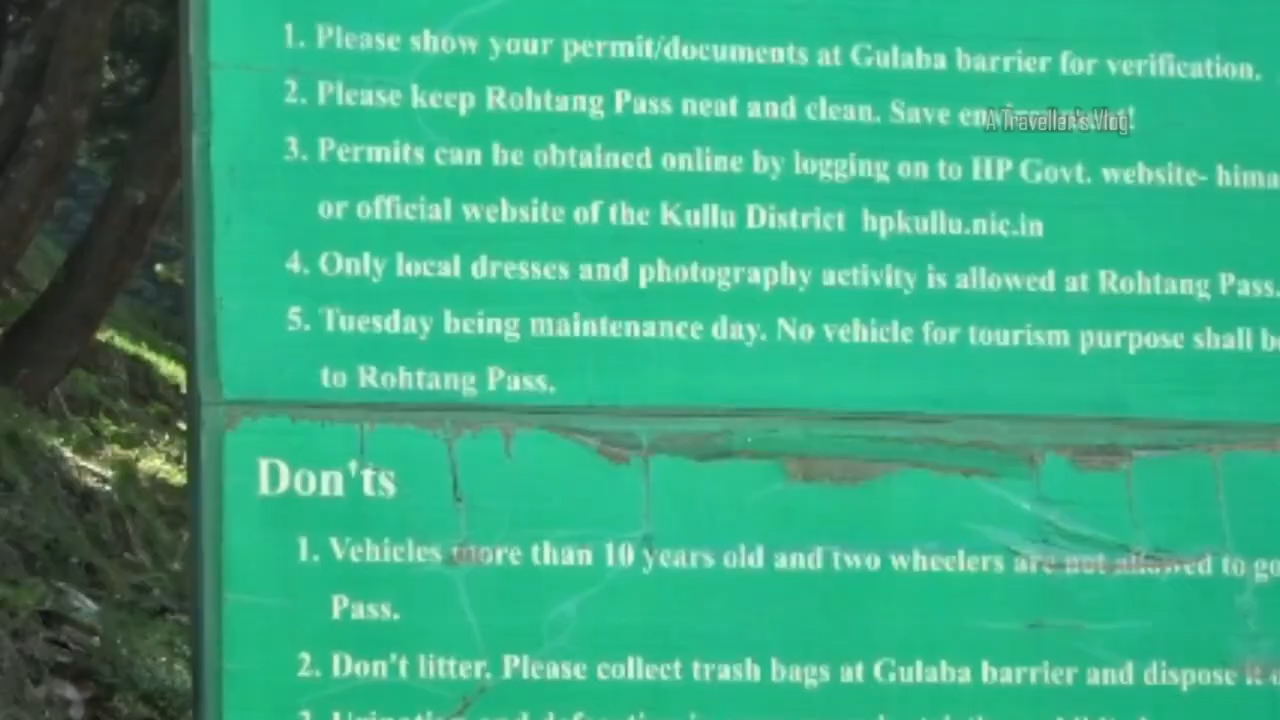 1. Please show your permit/documents at Gulaba barrier for verification.
2. Please keep Rohtang Pass neat and clean. Save
A Traveller's Vlog
3. Permits can be obtained online by logging on to HP Govt. website- hima
or official website of the Kullu District hpkullu.nic.in
4. Only local dresses and photography activity is allowed at Rohtang Pass.
5. Tuesday being maintenance day. No vehicle for tourism purpose shall be
to Rohtang Pass.
Don'ts
1. Vehicles more than 10 years old and two wheelers are not allowed to go
Pass.
2. Don't litter. Please collect trash bags at Gulaba barrier and dispose it
3. Urination and defecation